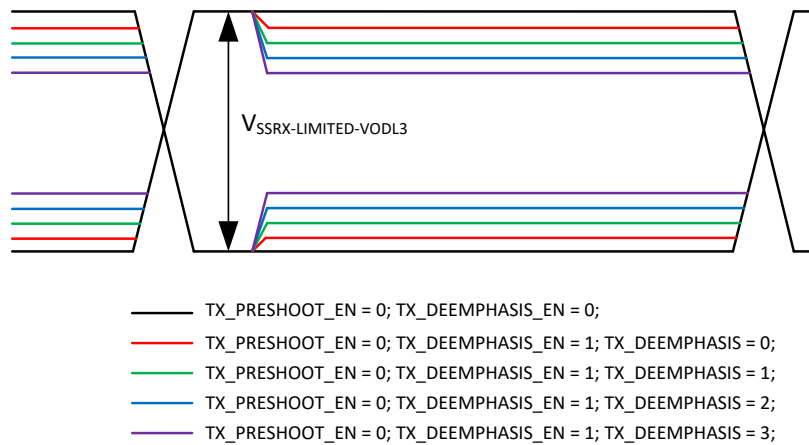 VSSRX-LIMITED-VODL3
TX_PRESHOOT_EN = 0; TX_DEEMPHASIS_EN = 0;
TX_PRESHOOT_EN = 0; TX_DEEMPHASIS_EN = 1; TX_DEEMPHASIS = 0;
TX_PRESHOOT_EN = 0; TX_DEEMPHASIS_EN = 1; TX_DEEMPHASIS = 1;
TX_PRESHOOT_EN = 0; TX_DEEMPHASIS_EN = 1; TX_DEEMPHASIS = 2;
TX_PRESHOOT_EN = 0; TX_DEEMPHASIS_EN = 1; TX_DEEMPHASIS = 3;